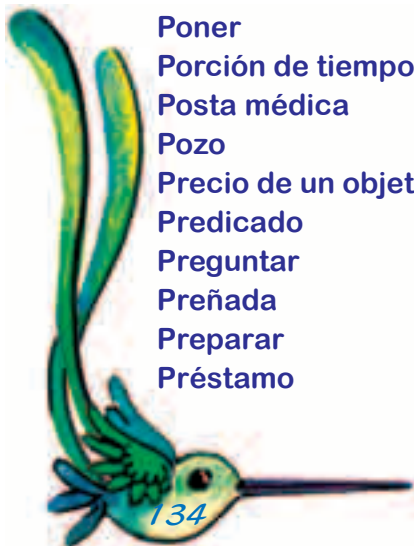 Poner
Porción de tiempo
Posta médica
Pozo
Precio de un objet
Predicado
Preguntar
Preñada
Preparar
Préstamo
134